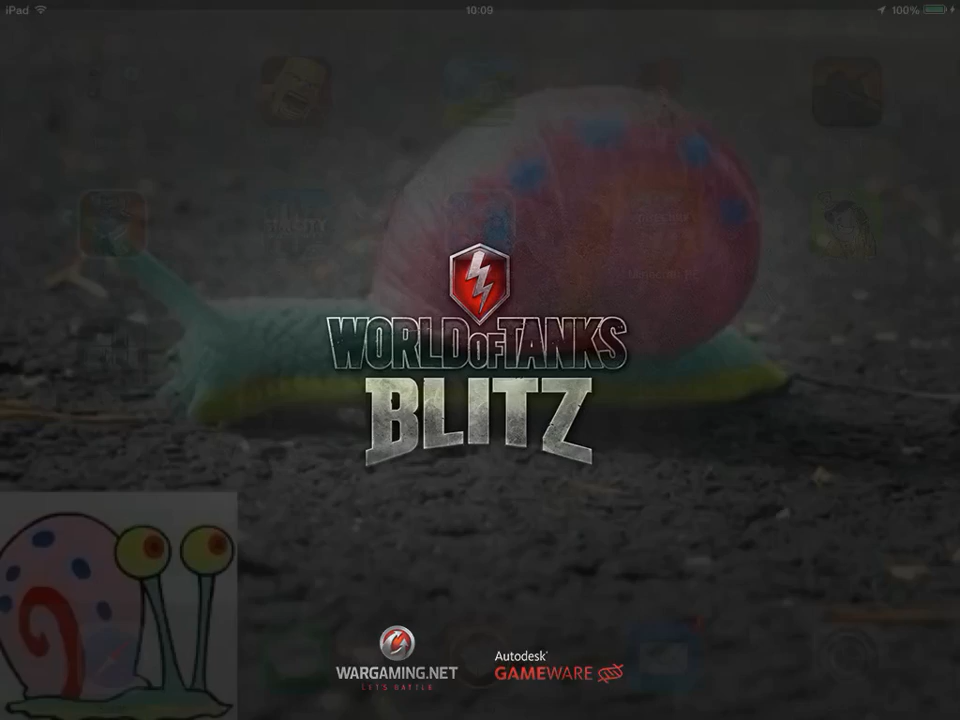 iPad 10:09 100%
WORLD OF TANKS
BLITZ
WARGAMING.NET
LET'S BATTLE
Autodesk
GAMEWARE